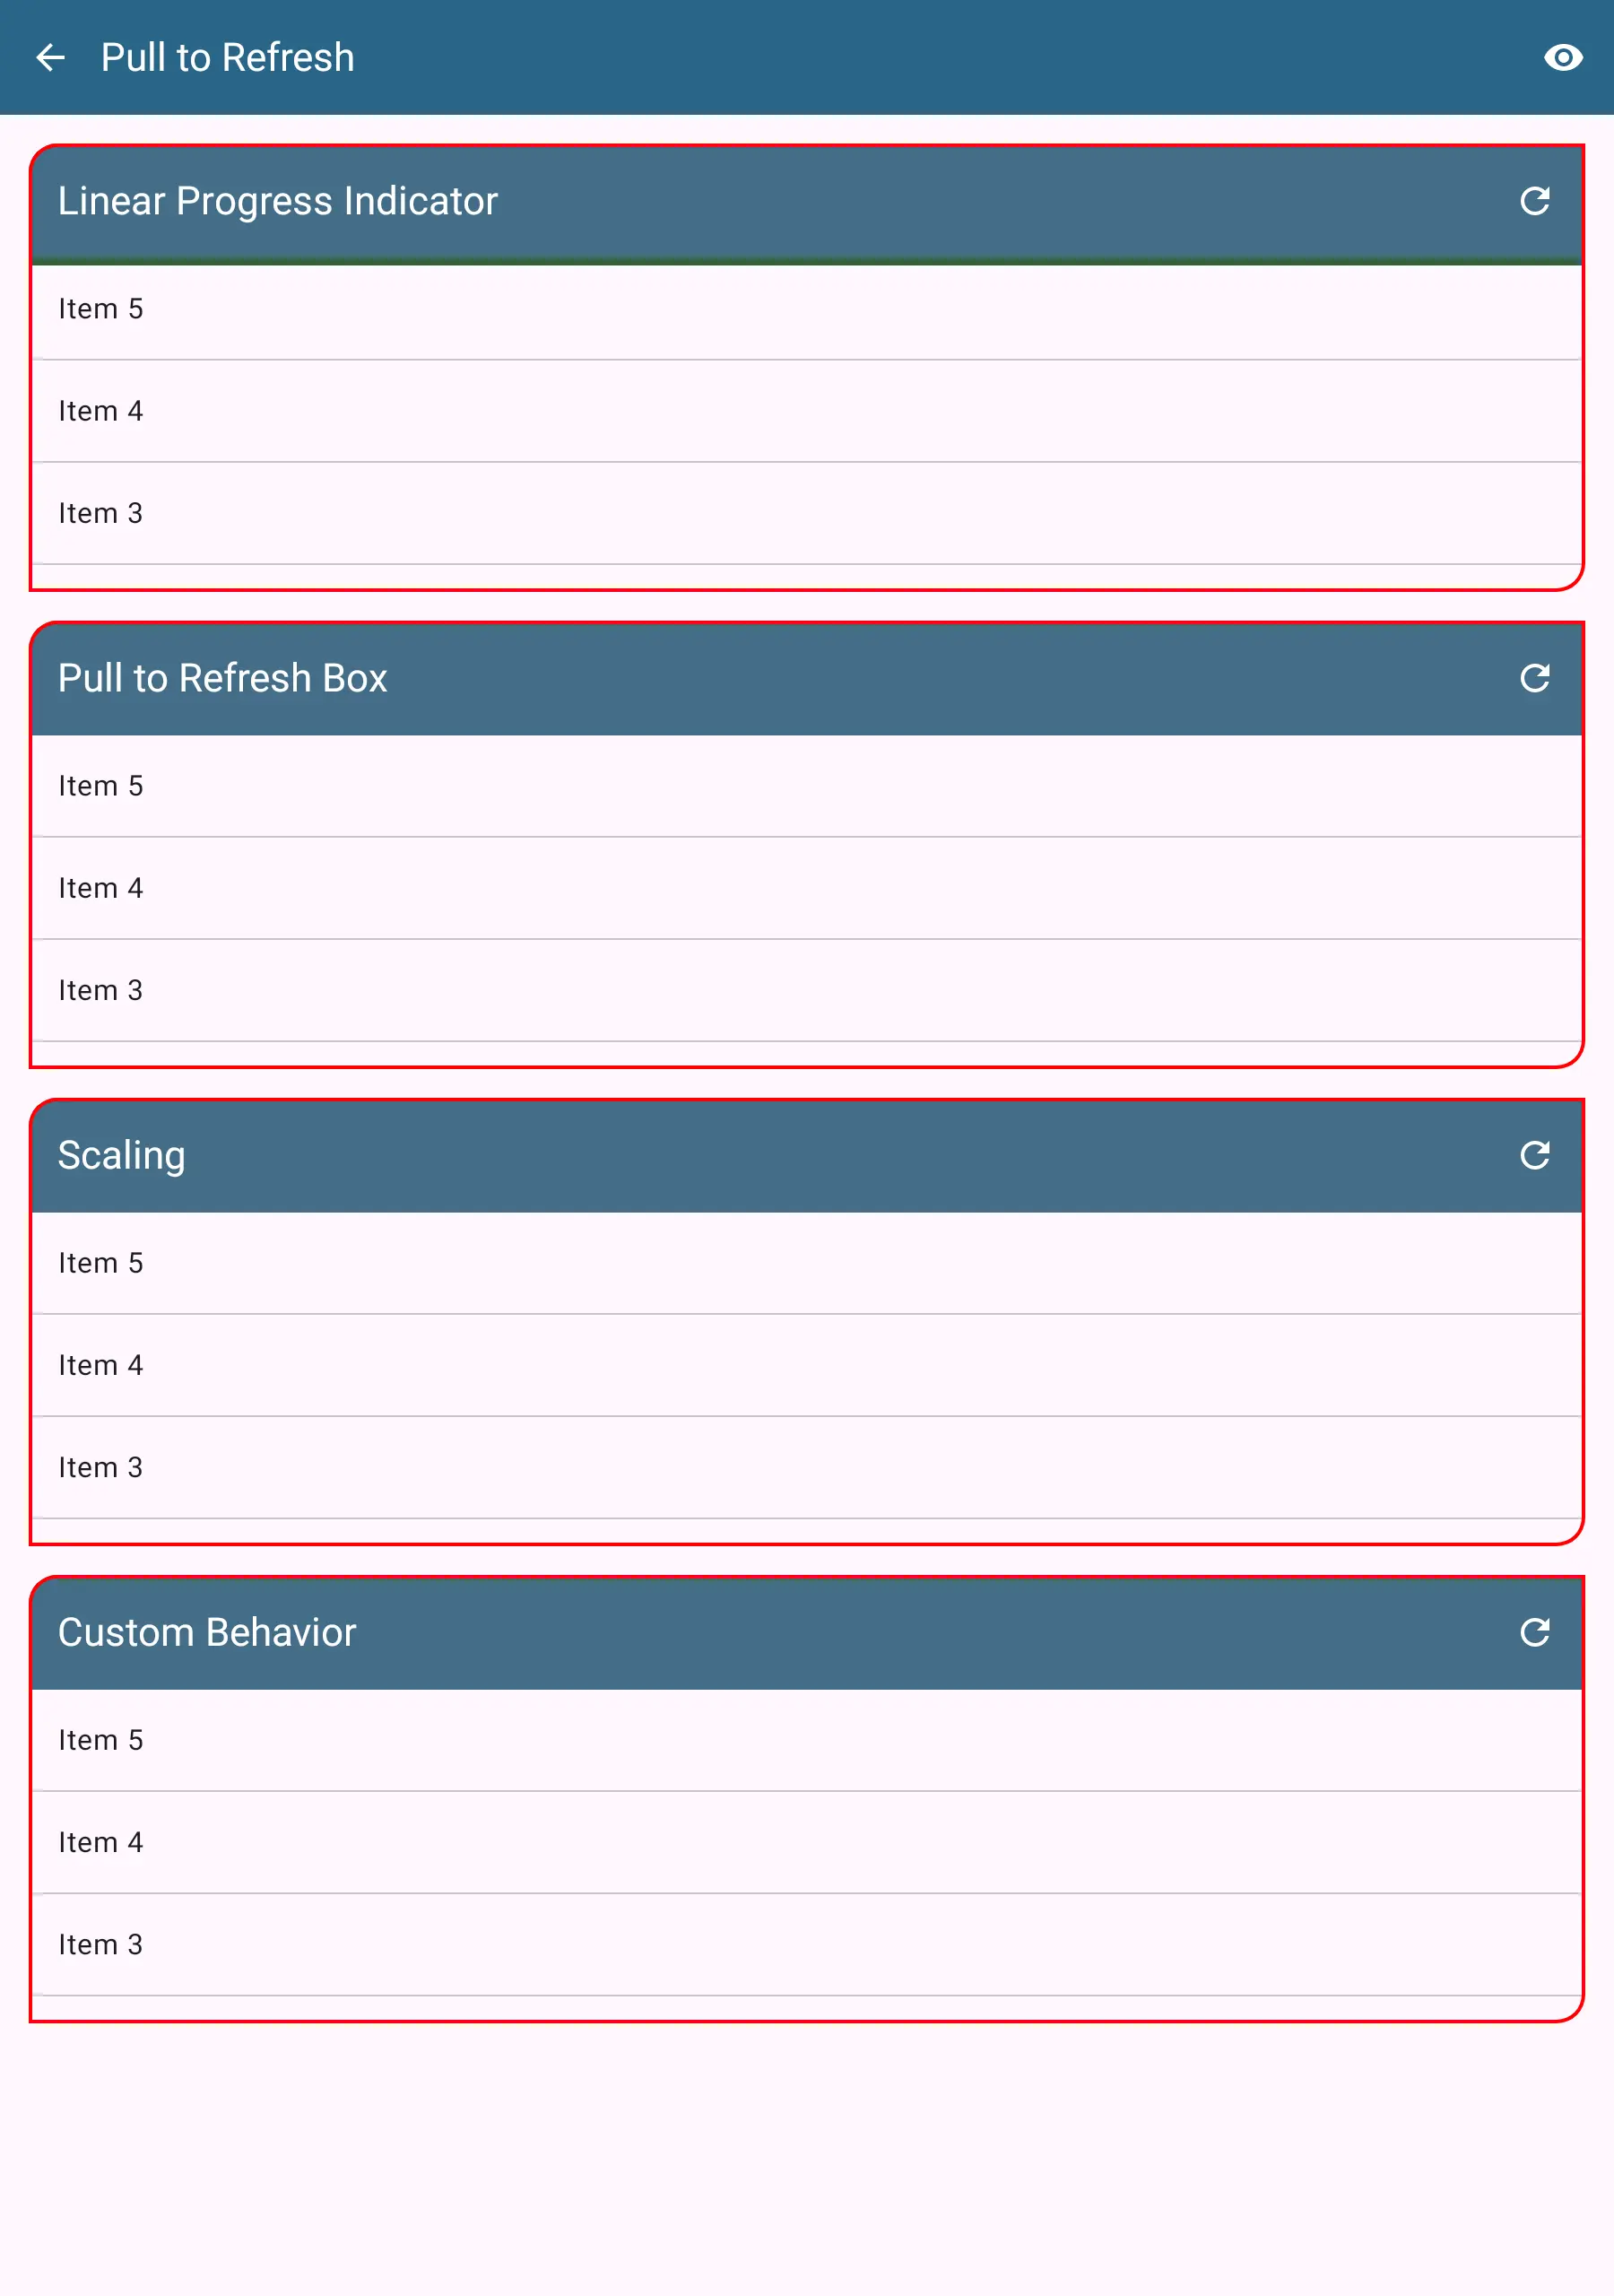 Pull to Refresh
Linear Progress Indicator
Item 5
Item 4
Item 3
Pull to Refresh Box
Item 5
Item 4
Item 3
Scaling
Item 5
Item 4
Item 3
Custom Behavior
Item 5
Item 4
Item 3